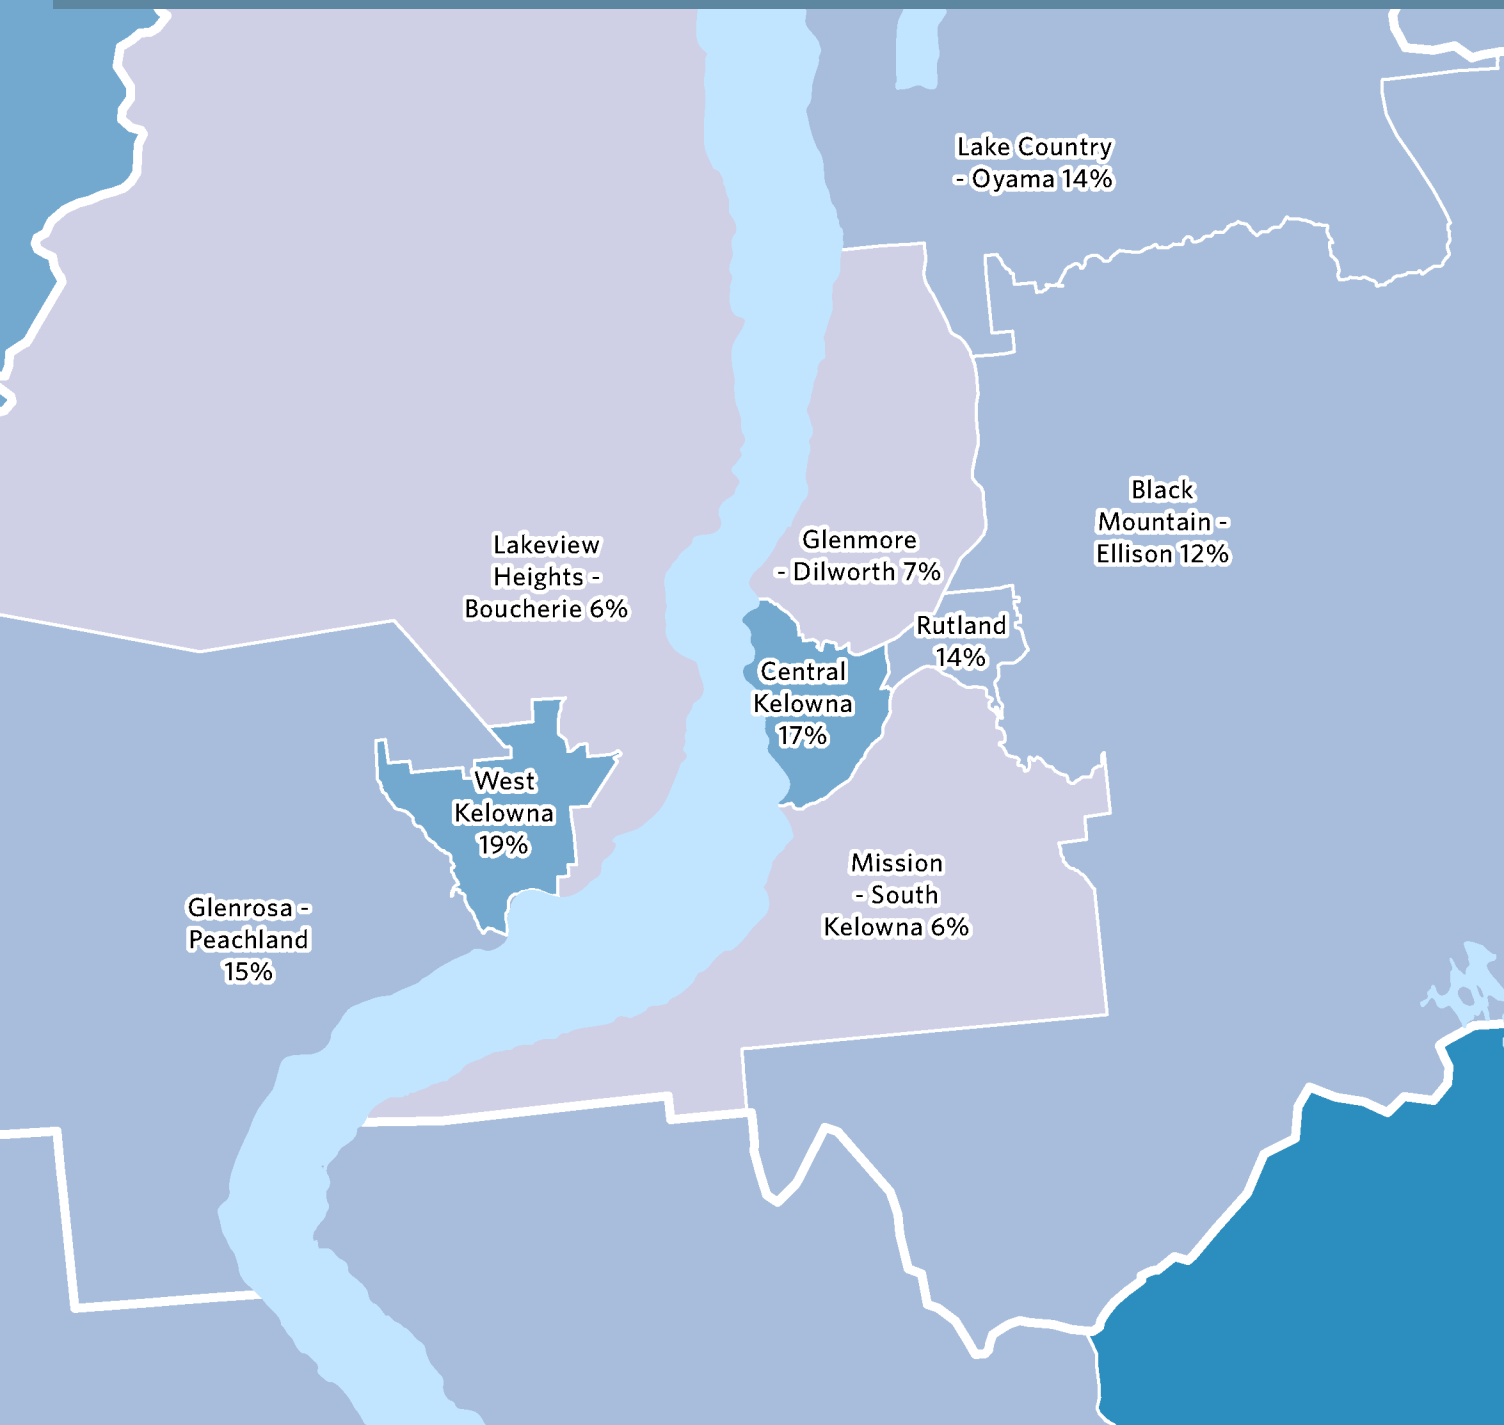 Lake Country
- Oyama 14%
Black
Mountain -
Ellison 12%
Lakeview
Heights -
Boucherie 6%
Glenmore
- Dilworth 7%
Rutland
14%
Central
Kelowna
17%
West
Kelowna
19%
Mission
- South
Kelowna 6%
Glenrosa -
Peachland
15%